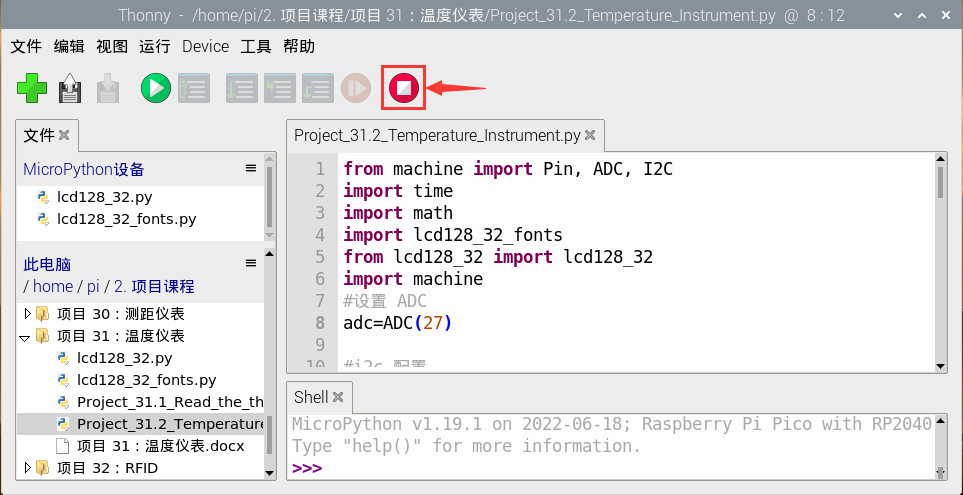 Thonny - /home/pi/2. 项目课程/项目 31：温度仪表/Project_31.2_Temperature_Instrument.py @ 8 : 12
文件 编辑 视图 运行 Device 工具 帮助
文件
MicroPython设备
lcd128_32.py
lcd128_32_fonts.py
此电脑
/ home / pi / 2. 项目课程
项目 30：测距仪表
项目 31：温度仪表
lcd128_32.py
lcd128_32_fonts.py
Project_31.1_Read_the_th
Project_31.2_Temperature
项目 31：温度仪表.docx
项目 32：RFID
Project_31.2_Temperature_Instrument.py
1 from machine import Pin, ADC, I2C
2 import time
3 import math
4 import lcd128_32_fonts
5 from lcd128_32 import lcd128_32
6 import machine
7 #设置 ADC
8 adc=ADC(27)
9
10 #i2c 配置
Shell
MicroPython v1.19.1 on 2022-06-18; Raspberry Pi Pico with RP2040
Type "help()" for more information.
>>>